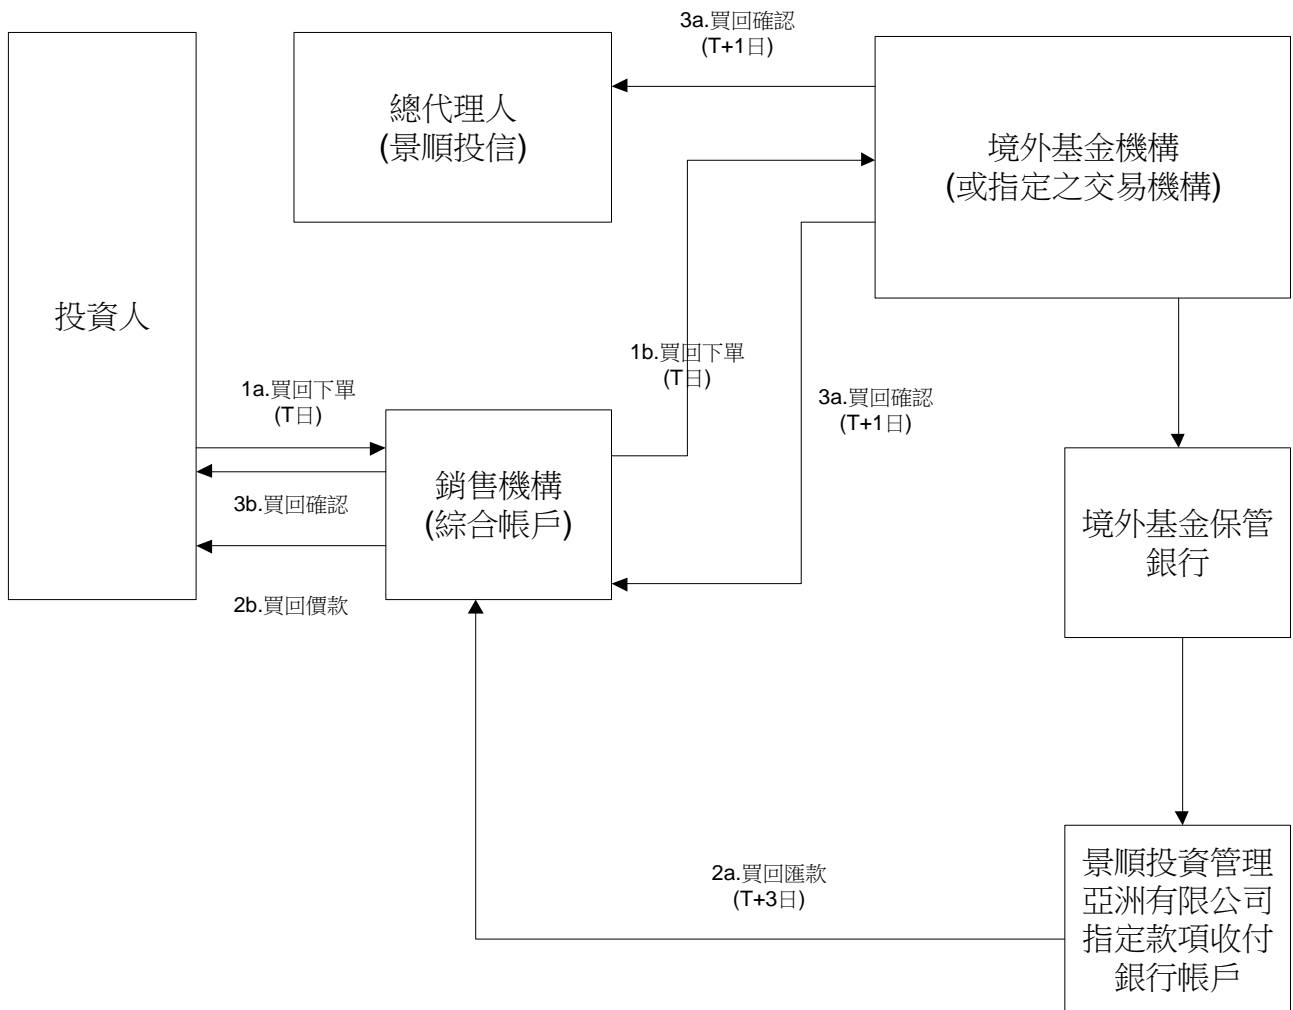 3a.買回確認
(T+1日)
總代理人
(景順投信)
境外基金機構
(或指定之交易機構)
投資人
1b.買回下單
(T日)
1a.買回下單
(T日)
3a.買回確認
(T+1日)
銷售機構
(綜合帳戶)
3b.買回確認
2b.買回價款
境外基金保管
銀行
2a.買回匯款
(T+3日)
景順投資管理
亞洲有限公司
指定款項收付
銀行帳戶